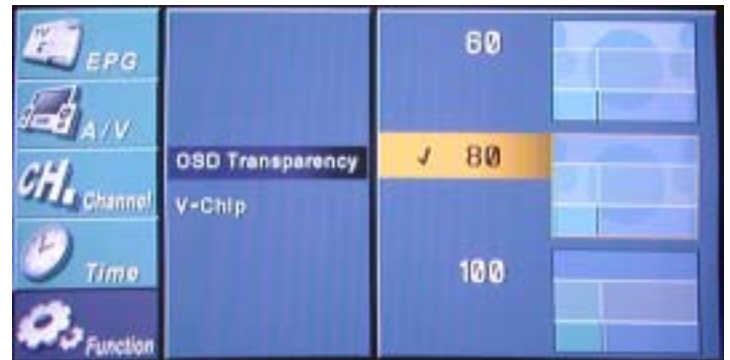 EPG
A/V
CH. Channel
Time
Function
OSD Transparency
V-Chip
60
✓ 80
100